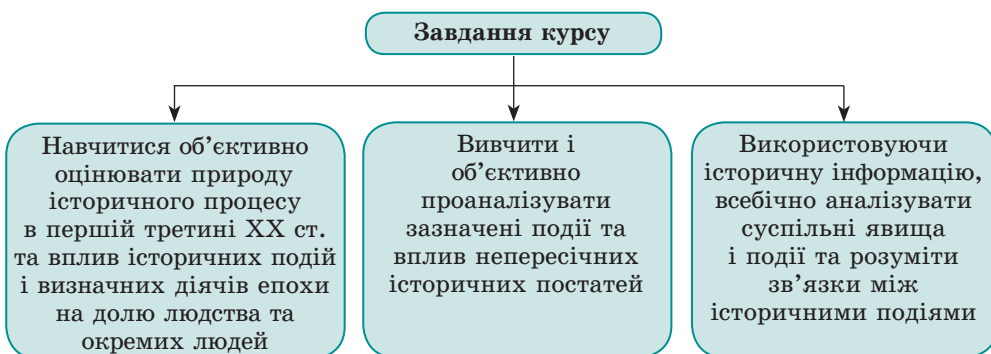 Завдання курсу
Навчитися об’єктивно
оцінювати природу
історичного процесу
в першій третині XX ст.
та вплив історичних подій
і визначних діячів епохи
на долю людства та
окремих людей
Вивчити і
об’єктивно
проаналізувати
зазначені події та
вплив непересічних
історичних постатей
Використовуючи
історичну інформацію,
всебічно аналізувати
суспільні явища
і події та розуміти
зв’язки між
історичними подіями